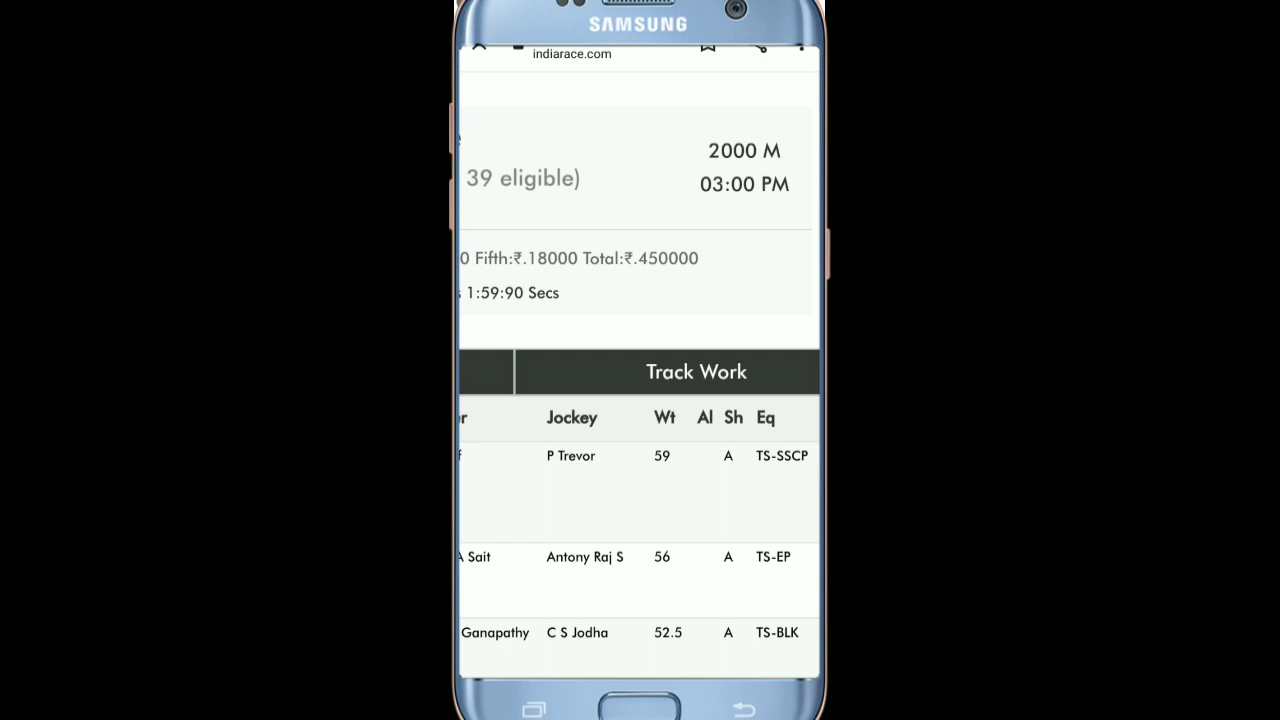 SAMSUNG
indiarace.com
2000 M
39 eligible)
03:00 PM
0 Fifth:₹.18000 Total:₹.450000
1:59:90 Secs
Track Work
er Jockey Wt Al Sh Eq
f P Trevor 59 A TS-SSCP
A Sait Antony Raj S 56 A TS-EP
Ganapathy C S Jodha 52.5 A TS-BLK